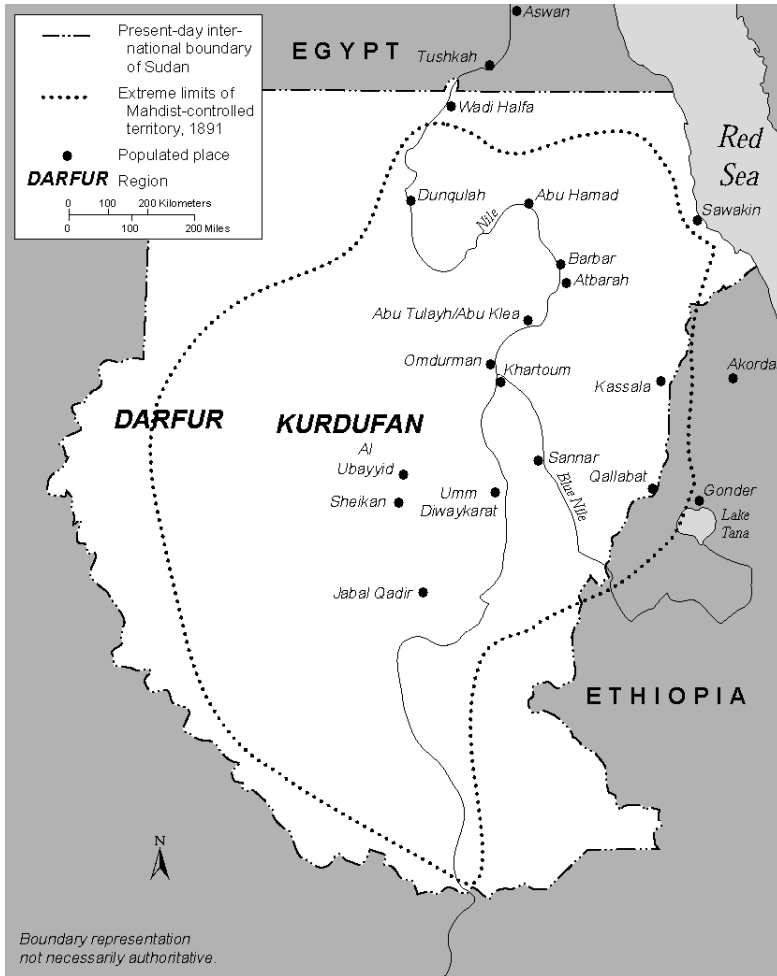 Present-day inter-
national boundary
of Sudan
Extreme limits of
Mahdist-controlled
territory, 1891
Populated place
DARFUR Region
0 100 200 Kilometers
0 100 200 Miles
Aswan
EGYPT
Tushkah
Wadi Halfa
Red
Sea
Dunqulah
Nile
Abu Hamad
Sawakin
Barbar
Atbarah
Abu Tulayh/Abu Klea
Omdurman
Khartoum
Kassala
Akorda
DARFUR
KURDUFAN
Al
Ubayyid
Sheikan
Umm
Diwaykarat
Sannar
Blue Nile
Qallabat
Gonder
Lake
Tana
Jabal Qadir
ETHIOPIA
N
Boundary representation
not necessarily authoritative.